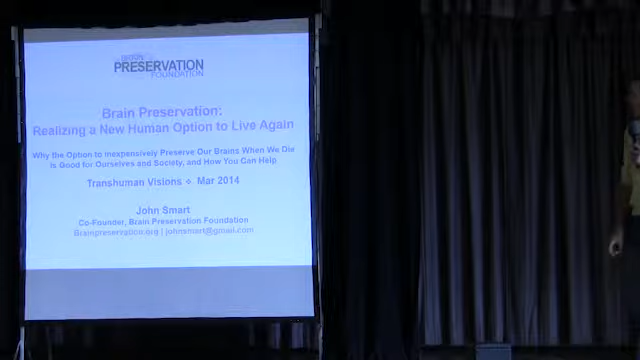 BRAIN
PRESERVATION
FOUNDATION
Brain Preservation:
Realizing a New Human Option to Live Again
Why the Option to Inexpensively Preserve Our Brains When We Die
is Good for Ourselves and Society, and How You Can Help
Transhuman Visions ❖ Mar 2014
John Smart
Co-Founder, Brain Preservation Foundation
Brainpreservation.org | johnsmart@gmail.com